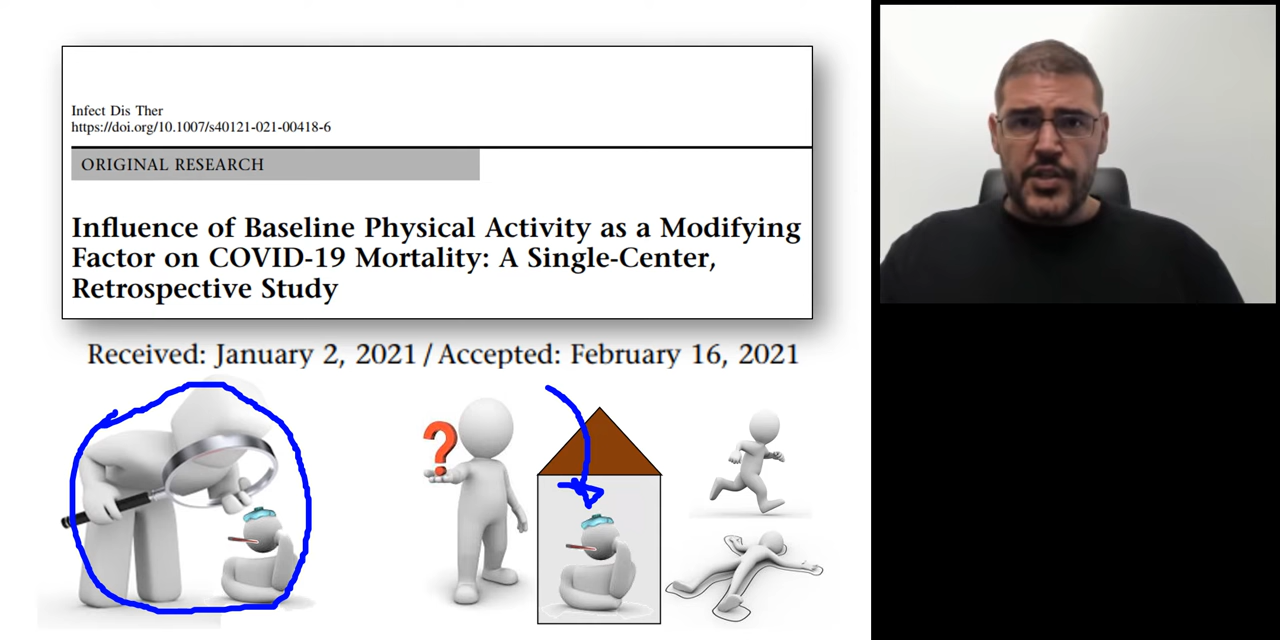 Infect Dis Ther
https://doi.org/10.1007/s40121-021-00418-6
ORIGINAL RESEARCH
Influence of Baseline Physical Activity as a Modifying
Factor on COVID-19 Mortality: A Single-Center,
Retrospective Study
Received: January 2, 2021 / Accepted: February 16, 2021
?